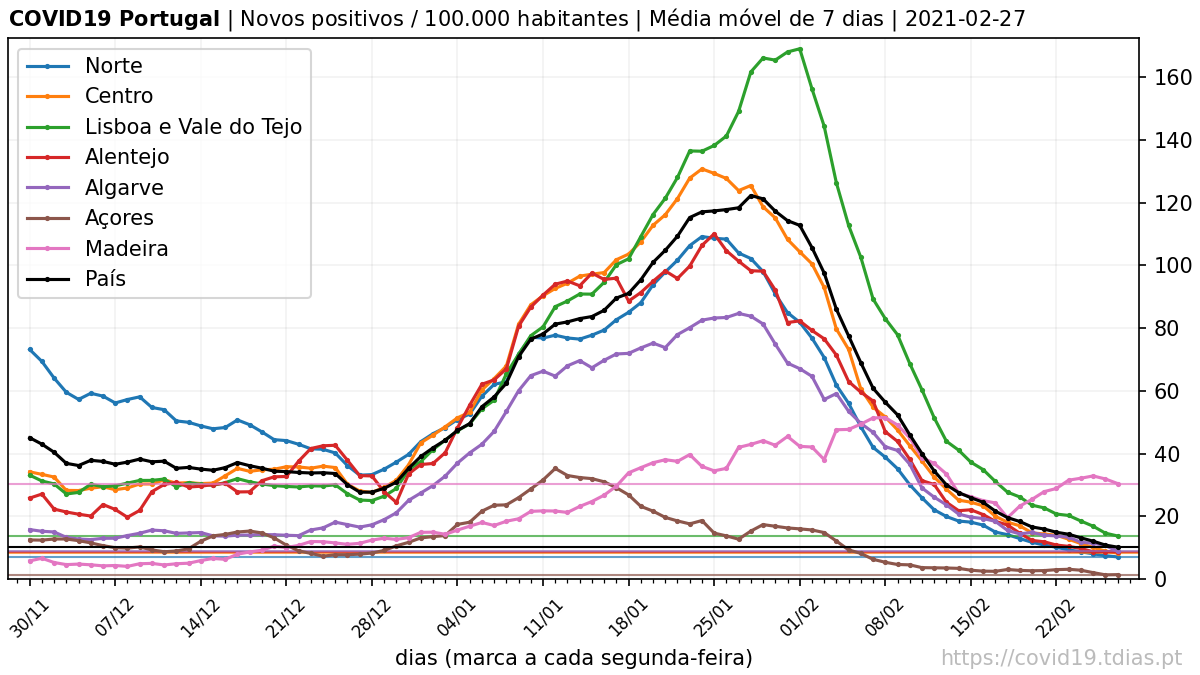 COVID19 Portugal | Novos positivos / 100.000 habitantes | Média móvel de 7 dias | 2021-02-27
Norte
Centro
Lisboa e Vale do Tejo
Alentejo
Algarve
Açores
Madeira
País
160
140
120
100
80
60
40
20
0
30/11 07/12 14/12 21/12 28/12 04/01 11/01 18/01 25/01 01/02 08/02 15/02 22/02
dias (marca a cada segunda-feira)
https://covid19.tdias.pt